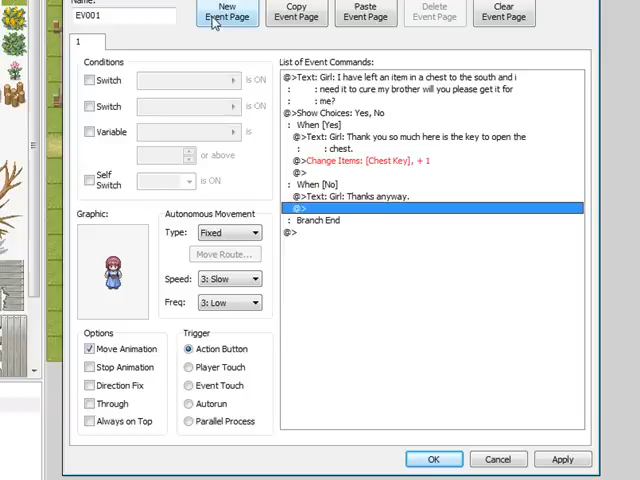 Name:
EV001
New
Event Page
Copy
Event Page
Paste
Event Page
Delete
Event Page
Clear
Event Page
1
Conditions
Switch
is ON
Switch
is ON
Variable
is
or above
Self
Switch
is ON
Graphic:
Autonomous Movement
Type:
Fixed
Move Route...
Speed:
3: Slow
Freq:
3: Low
Options
Move Animation
Stop Animation
Direction Fix
Through
Always on Top
Trigger
Action Button
Player Touch
Event Touch
Autorun
Parallel Process
List of Event Commands:
@>Text: Girl: I have left an item in a chest to the south and i
: : need it to cure my brother will you please get it for
: : me?
@>Show Choices: Yes, No
: When [Yes]
@>Text: Girl: Thank you so much here is the key to open the
: : chest.
@>Change Items: [Chest Key], + 1
@>
: When [No]
@>Text: Girl: Thanks anyway.
@>
: Branch End
@>
OK
Cancel
Apply